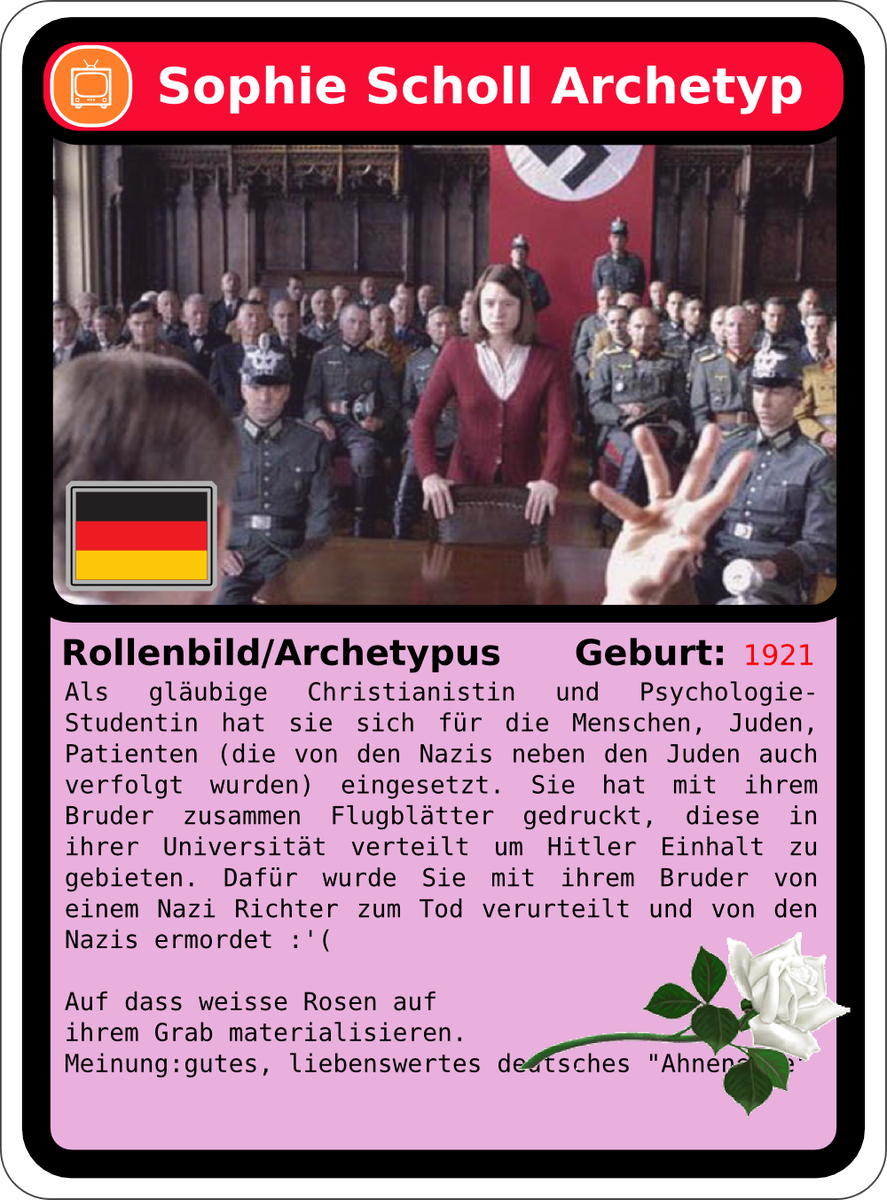 Sophie Scholl Archetyp
Rollenbild/Archetypus Geburt: 1921
Als gläubige Christianistin und Psychologie-
Studentin hat sie sich für die Menschen, Juden,
Patienten (die von den Nazis neben den Juden auch
verfolgt wurden) eingesetzt. Sie hat mit ihrem
Bruder zusammen Flugblätter gedruckt, diese in
ihrer Universität verteilt um Hitler Einhalt zu
gebieten. Dafür wurde Sie mit ihrem Bruder von
einem Nazi Richter zum Tod verurteilt und von den
Nazis ermordet :'(
Auf dass weisse Rosen auf
ihrem Grab materialisieren.
Meinung:gutes, liebenswertes deutsches